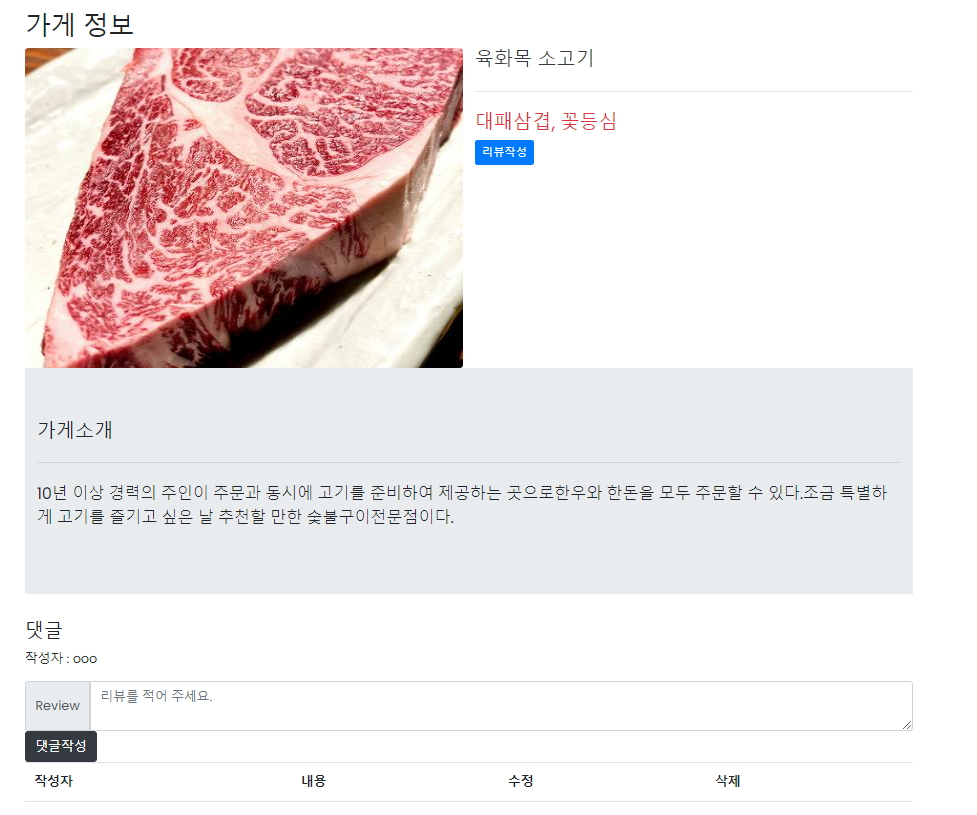 가게 정보
육화목 소고기
대패삼겹, 꽃등심
리뷰작성
가게소개
10년 이상 경력의 주인이 주문과 동시에 고기를 준비하여 제공하는 곳으로한우와 한돈을 모두 주문할 수 있다.조금 특별하
게 고기를 즐기고 싶은 날 추천할 만한 숯불구이전문점이다.
댓글
작성자 : ooo
Review
리뷰를 적어 주세요.
댓글작성
작성자 내용 수정 삭제